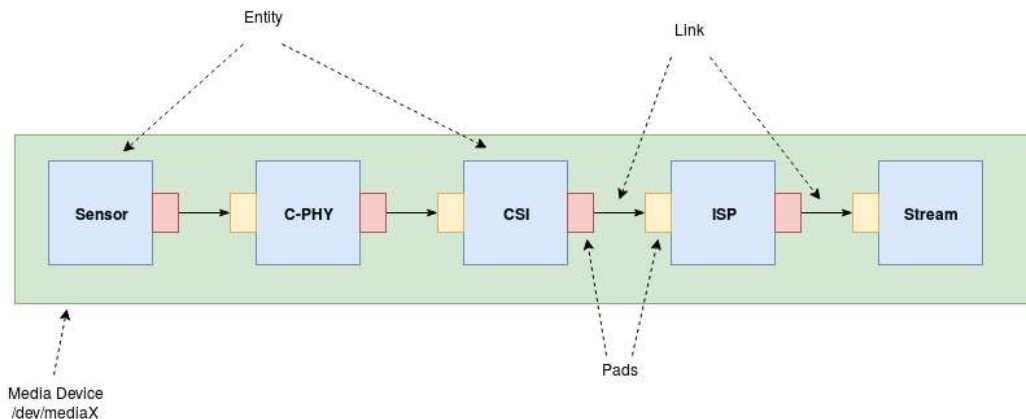 Entity
Link
Sensor
C-PHY
CSI
ISP
Stream
Pads
Media Device
/dev/mediaX